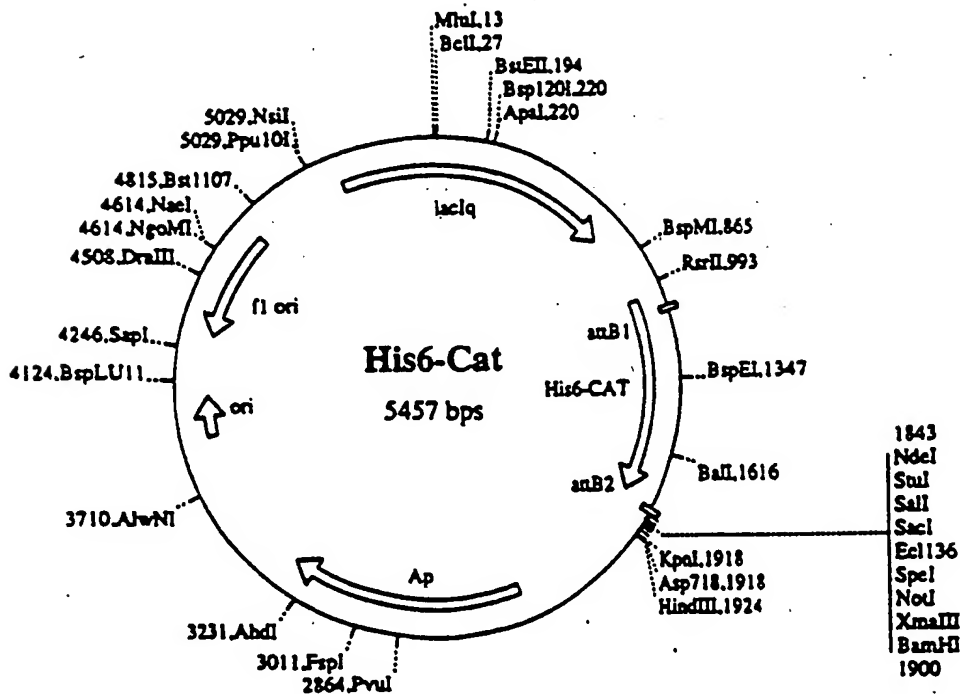 MluI,13
BclI,27
BstEII,194
Bsp120I,220
ApaI,220
5029,NsiI
5029,Ppu10I
4815,Bst1107
4614,NaeI
4614,NgoMI
4508,DraIII
lacIq
BspMI,865
RsrII,993
f1 ori
attB1
4246,SapI
4124,BspLU11
His6-Cat
5457 bps
His6-CAT
BspEI,1347
ori
attB2
BalI,1616
1843
NdeI
StuI
SalI
SacI
Ecl136
SpeI
NotI
XmaIII
BamHI
1900
3710,AlwNI
KpnI,1918
Asp718,1918
HindIII,1924
Ap
3231,AhdI
3011,FspI
2864,PvuI